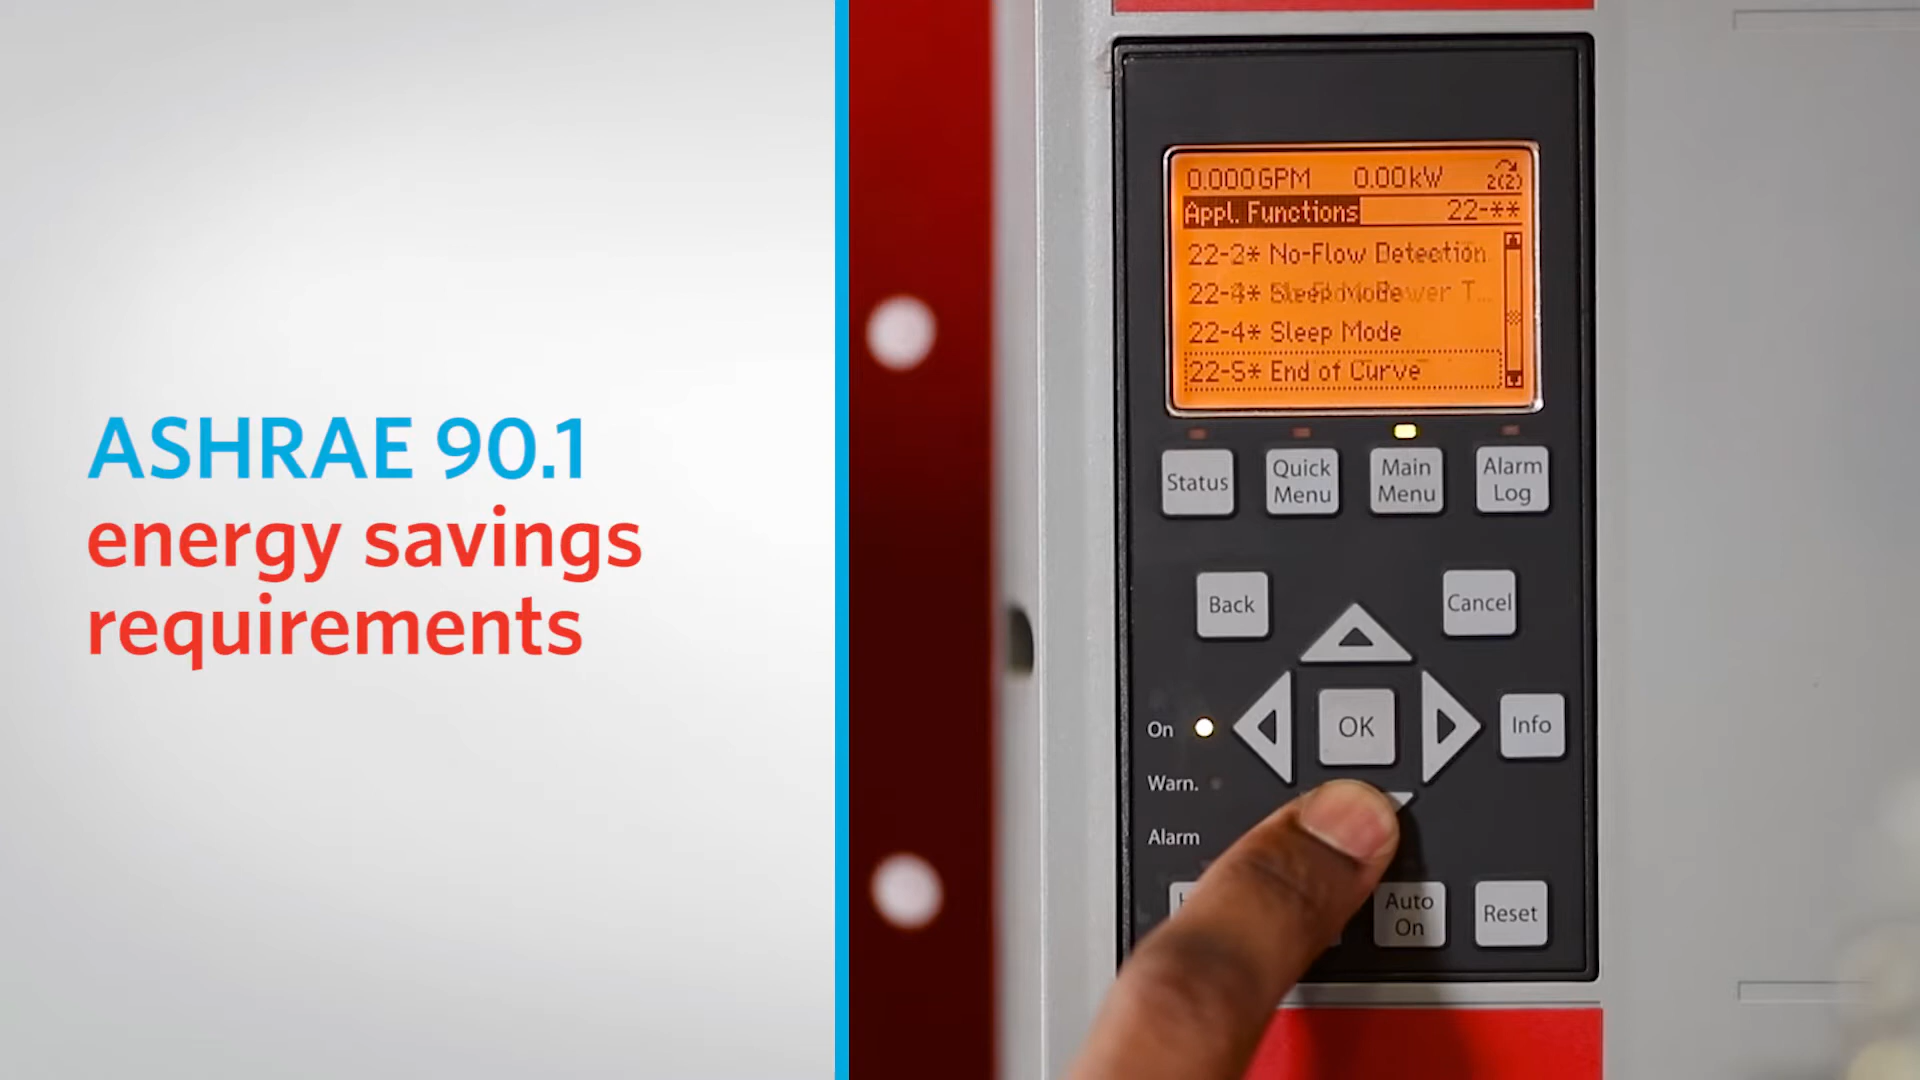 ASHRAE 90.1
energy savings
requirements
0.000GPM 0.00kW 2(2)
Appl. Functions 22-**
22-2* No-Flow Detection
22-4* Sleep Mode
22-5* End of Curve
Status
Quick
Menu
Main
Menu
Alarm
Log
Back
Cancel
OK
Info
On
Warn.
Alarm
Auto
On
Reset